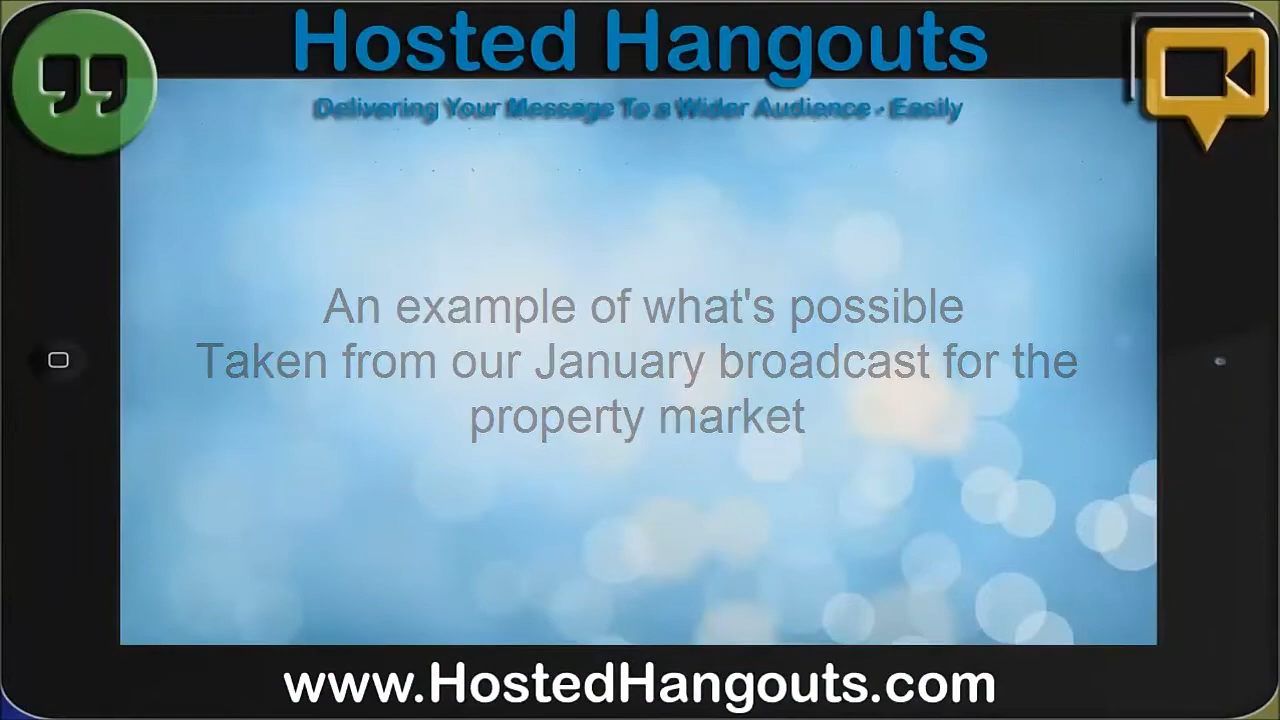 Hosted Hangouts
Delivering Your Message To a Wider Audience - Easily
An example of what's possible
Taken from our January broadcast for the
property market
www.HostedHangouts.com